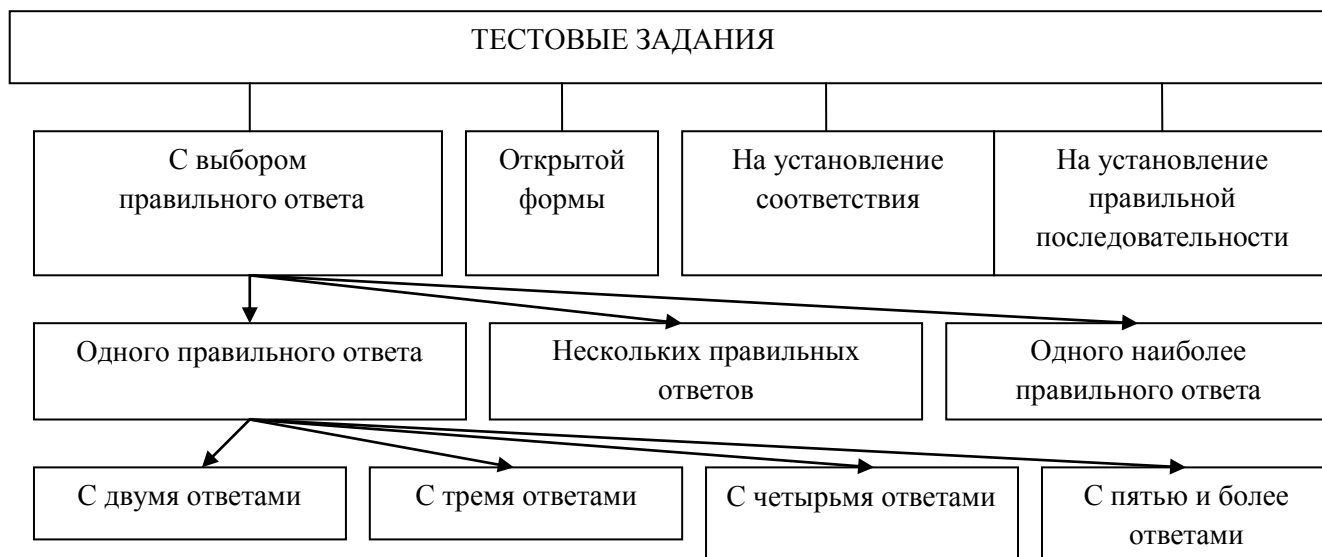 ТЕСТОВЫЕ ЗАДАНИЯ
С выбором
правильного ответа
Открытой
формы
На установление
соответствия
На установление
правильной
последовательности
Одного правильного ответа
Нескольких правильных
ответов
Одного наиболее
правильного ответа
С двумя ответами
С тремя ответами
С четырьмя ответами
С пятью и более
ответами